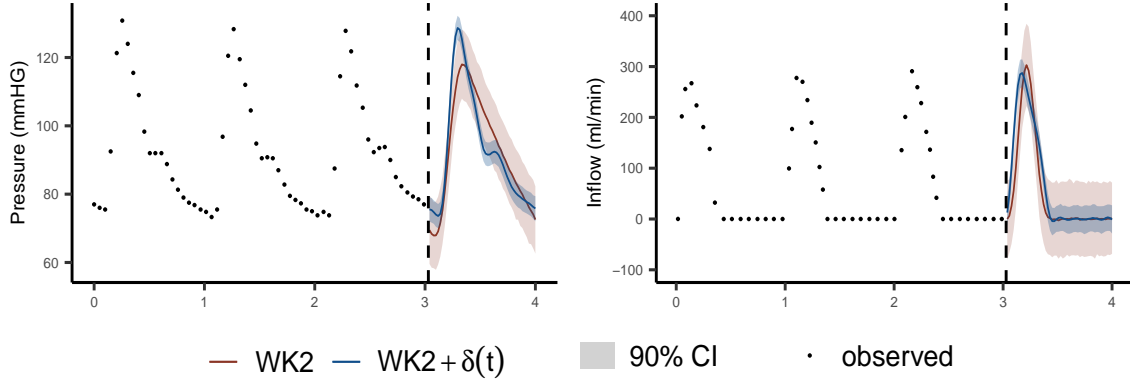 Pressure (mmHG)
120
100
80
60
0 1 2 3 4
Inflow (ml/min)
400
300
200
100
0
−100
0 1 2 3 4
WK2 WK2 + δ(t) 90% CI observed